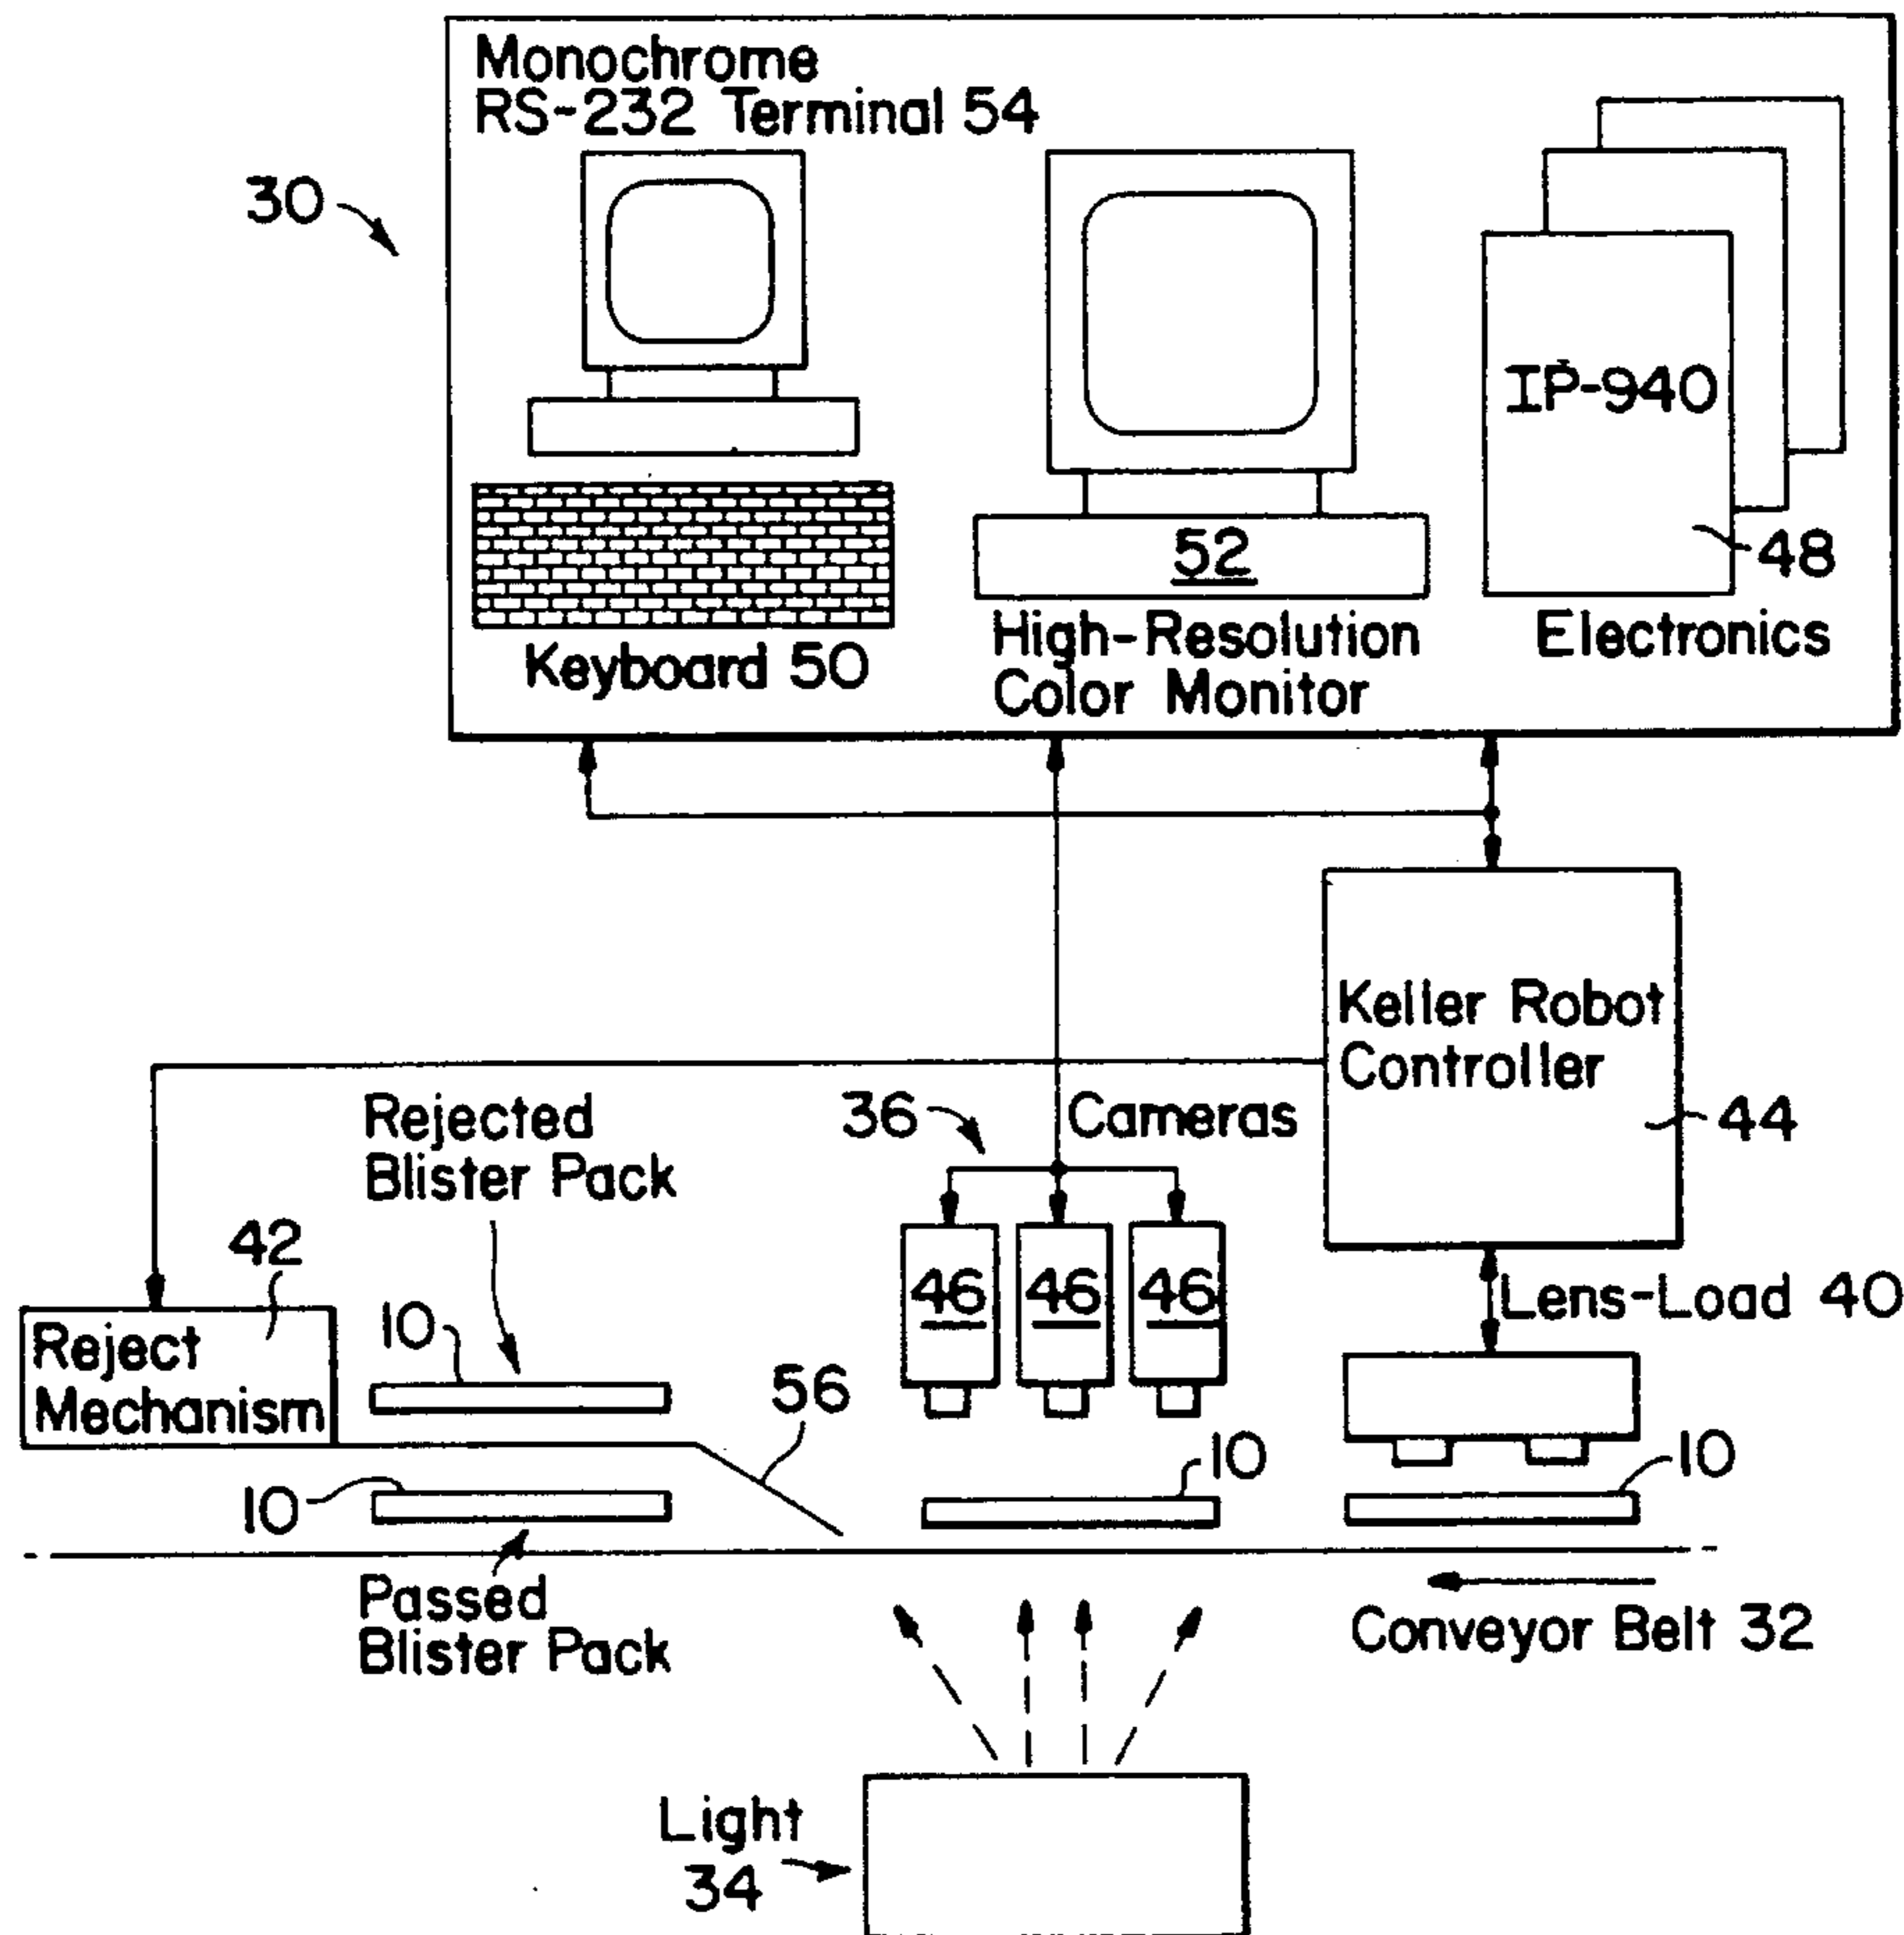 Monochrome
RS-232 Terminal 54
30
IP-940
52
48
Keyboard 50
High-Resolution
Color Monitor
Electronics
Keller Robot
Controller
44
36
Cameras
Rejected
Blister Pack
42
46
46
46
Lens-Load 40
Reject
Mechanism
10
56
10
10
10
Passed
Blister Pack
Conveyor Belt 32
Light
34